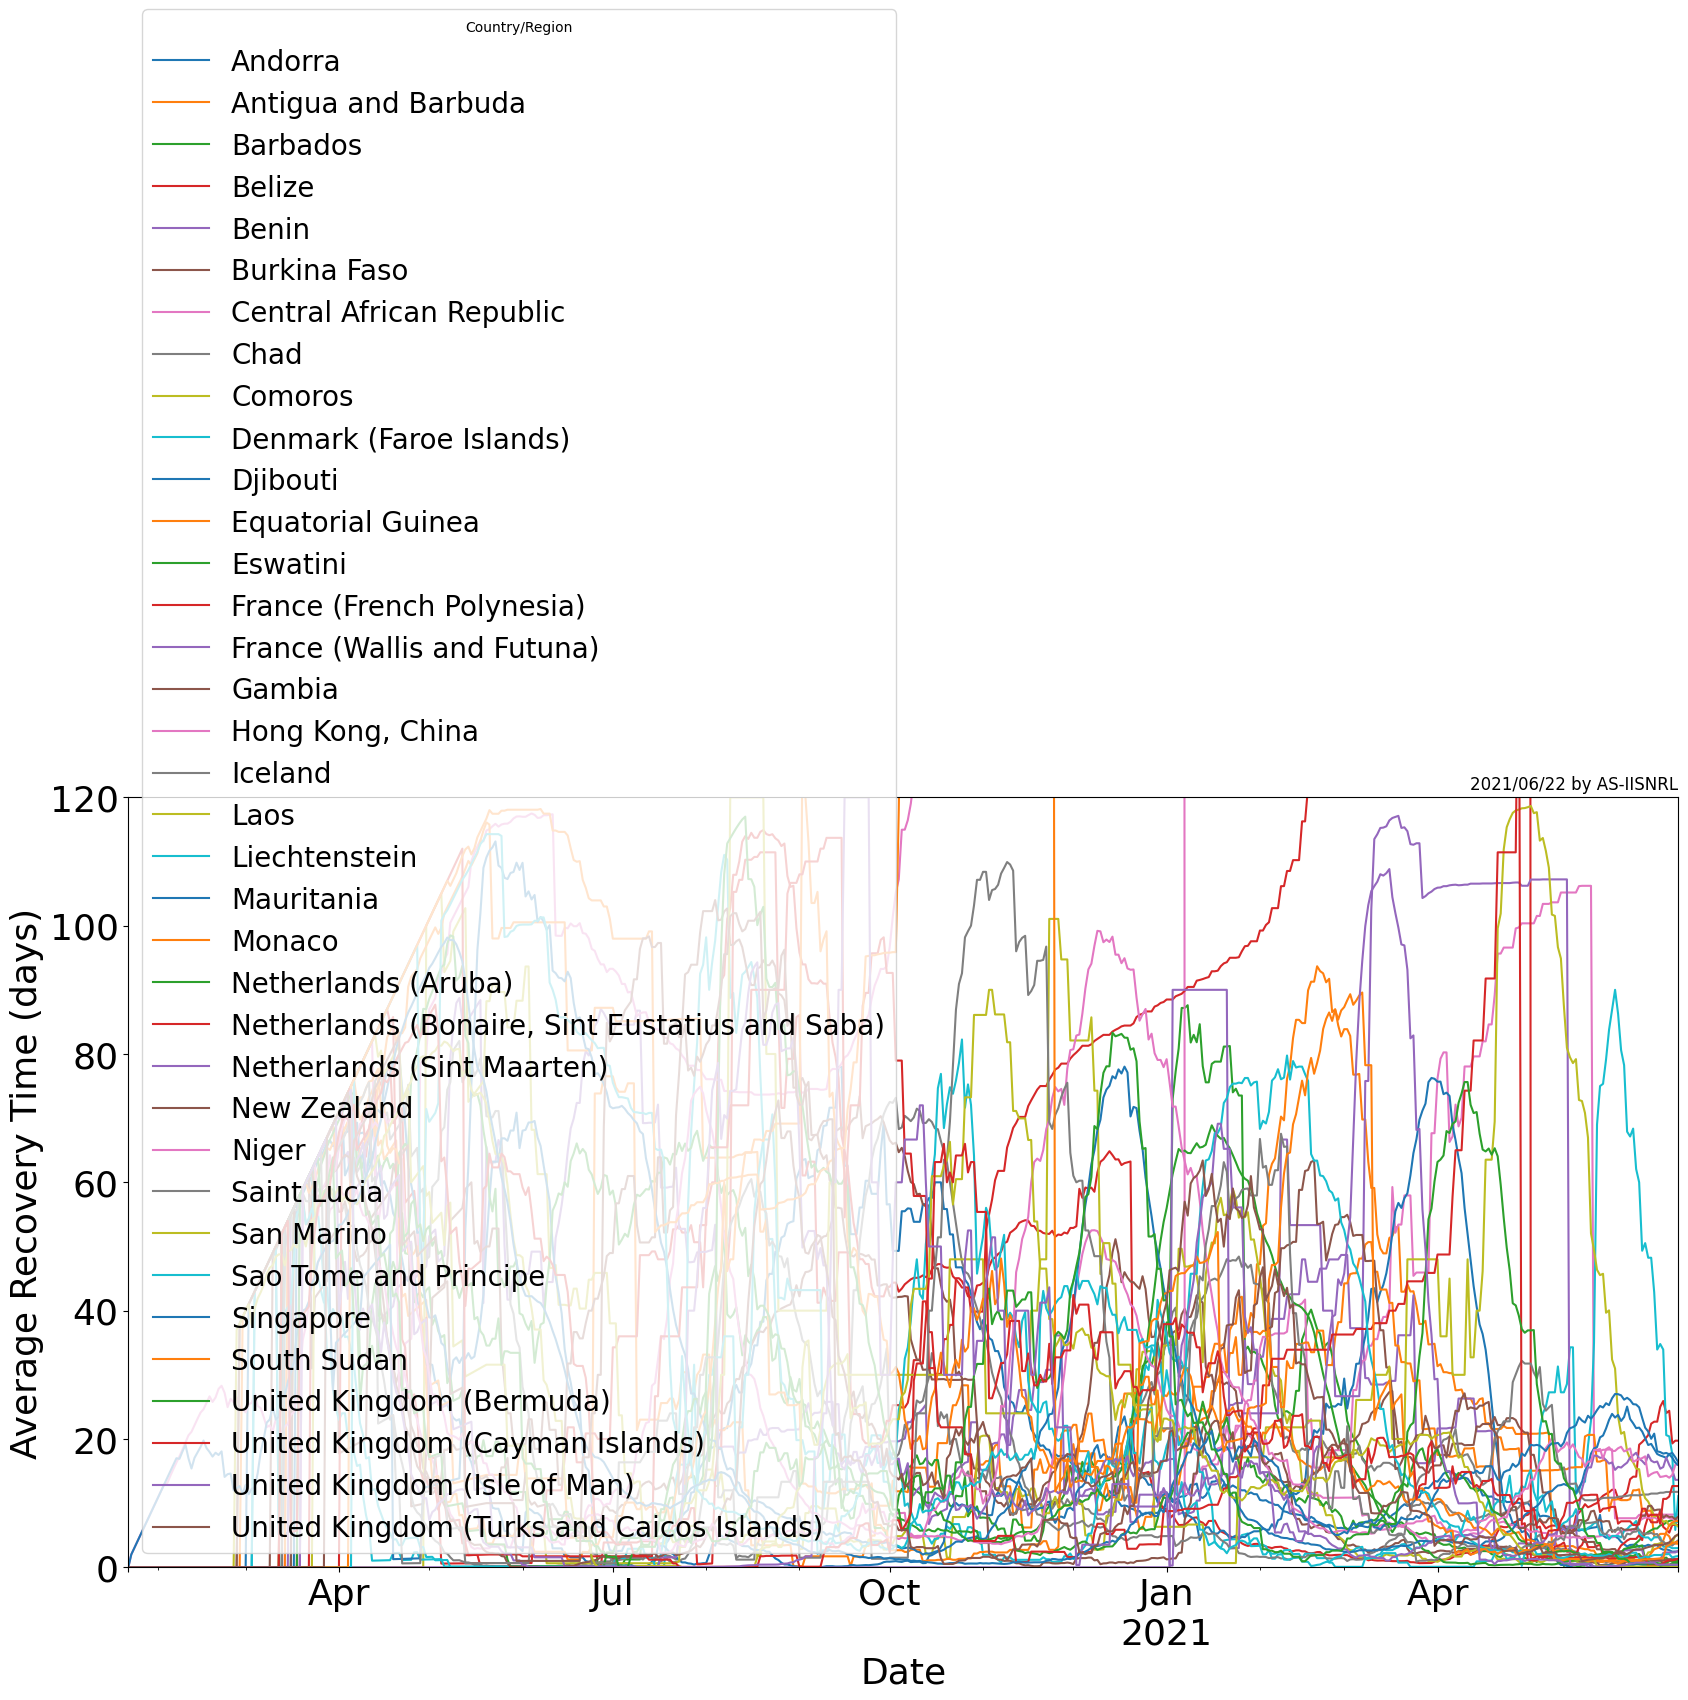 Country/Region
Andorra
Antigua and Barbuda
Barbados
Belize
Benin
Burkina Faso
Central African Republic
Chad
Comoros
Denmark (Faroe Islands)
Djibouti
Equatorial Guinea
Eswatini
France (French Polynesia)
France (Wallis and Futuna)
Gambia
Hong Kong, China
Iceland
Laos
Liechtenstein
Mauritania
Monaco
Netherlands (Aruba)
Netherlands (Bonaire, Sint Eustatius and Saba)
Netherlands (Sint Maarten)
New Zealand
Niger
Saint Lucia
San Marino
Sao Tome and Principe
Singapore
South Sudan
United Kingdom (Bermuda)
United Kingdom (Cayman Islands)
United Kingdom (Isle of Man)
United Kingdom (Turks and Caicos Islands)
2021/06/22 by AS-IISNRL
Average Recovery Time (days)
120
100
80
60
40
20
0
Apr
Jul
Oct
Jan
2021
Apr
Date